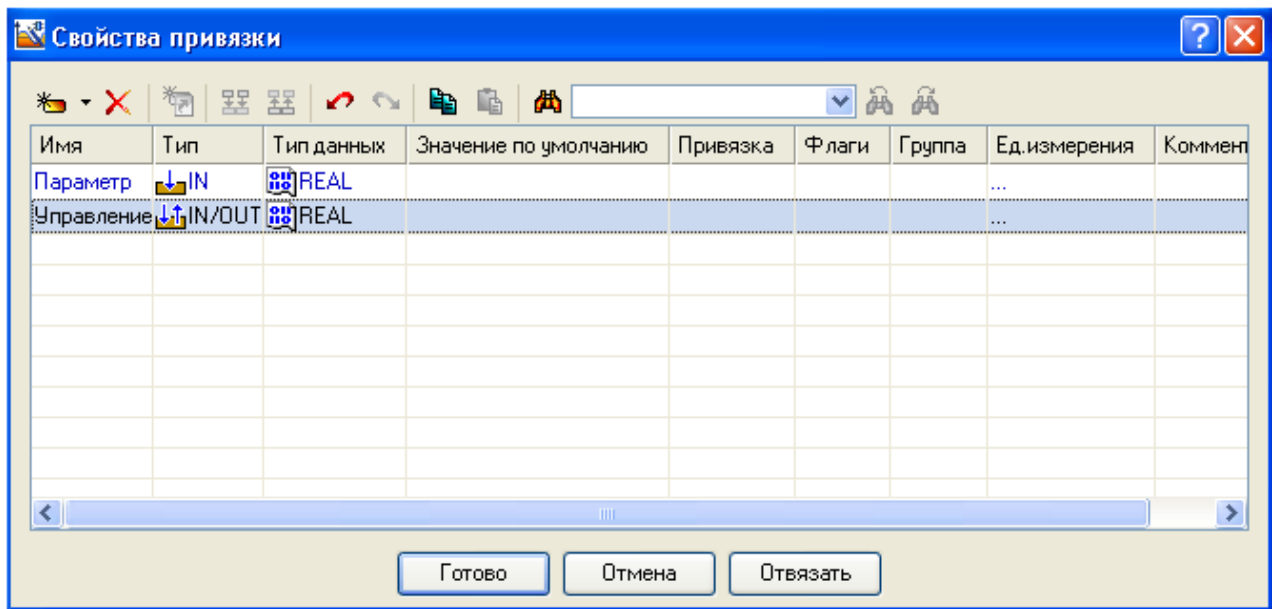 Свойства привязки
Имя Тип Тип данных Значение по умолчанию Привязка Флаги Группа Ед.измерения Коммент
Параметр IN REAL ...
Управление IN/OUT REAL ...
Готово Отмена Отвязать